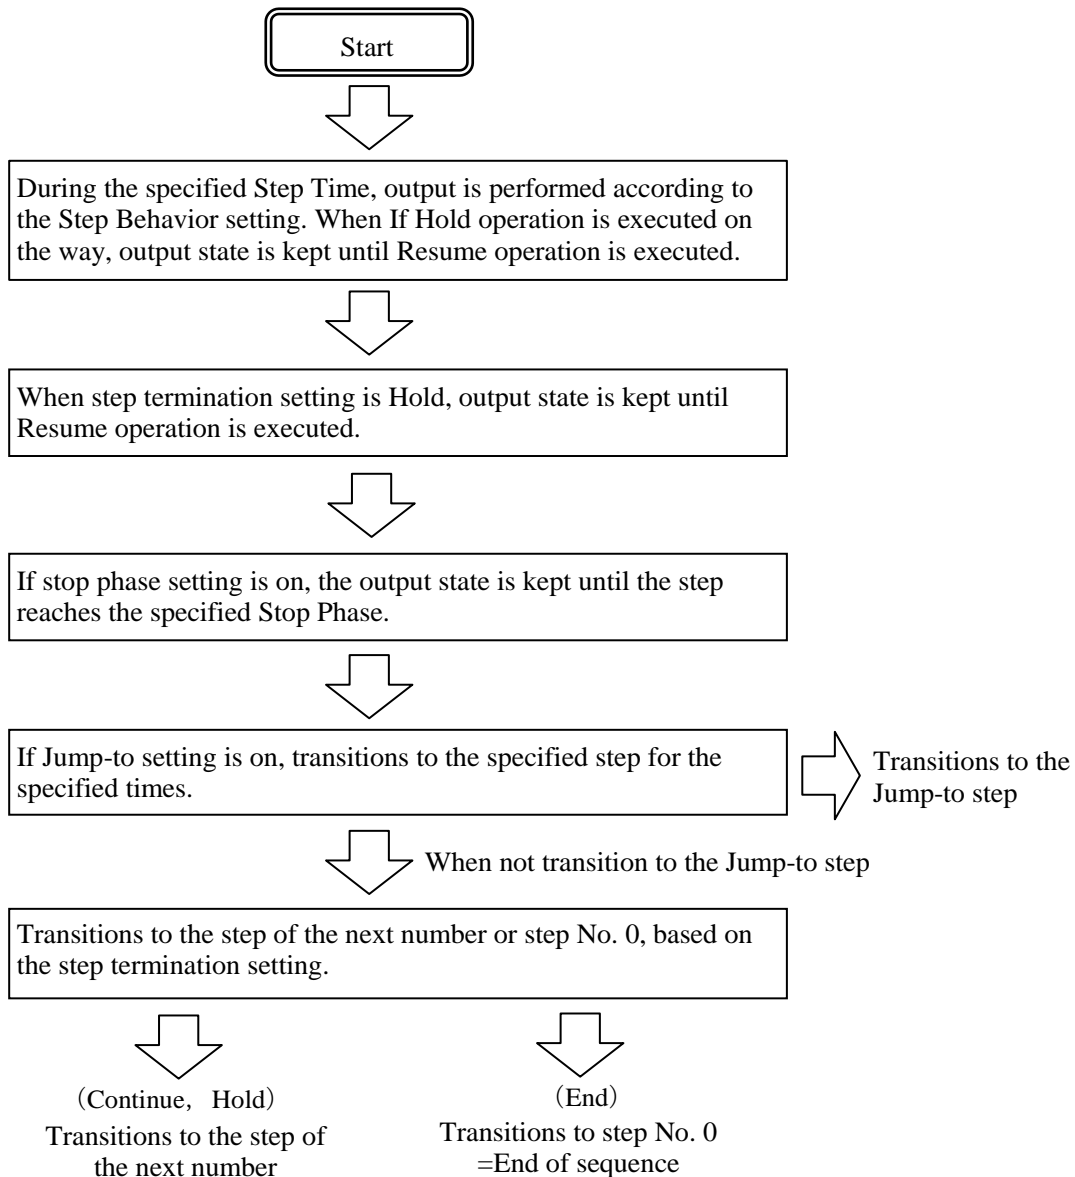 Start
During the specified Step Time, output is performed according to
the Step Behavior setting. When If Hold operation is executed on
the way, output state is kept until Resume operation is executed.
When step termination setting is Hold, output state is kept until
Resume operation is executed.
If stop phase setting is on, the output state is kept until the step
reaches the specified Stop Phase.
If Jump-to setting is on, transitions to the specified step for the
specified times.
Transitions to the
Jump-to step
When not transition to the Jump-to step
Transitions to the step of the next number or step No. 0, based on
the step termination setting.
（Continue, Hold）
Transitions to the step of
the next number
（End）
Transitions to step No. 0
=End of sequence